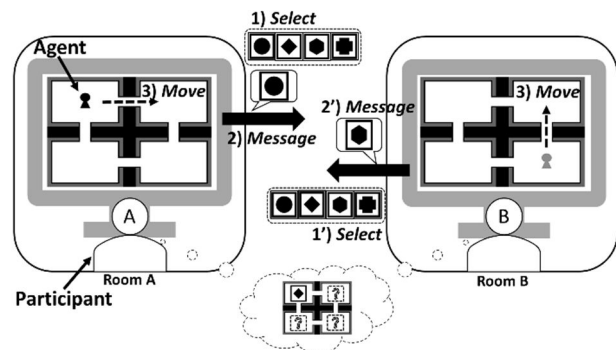 1) Select
Agent
3) Move
2) Message
A
Room A
Participant
2') Message
1') Select
3) Move
B
Room B
? 
? ?